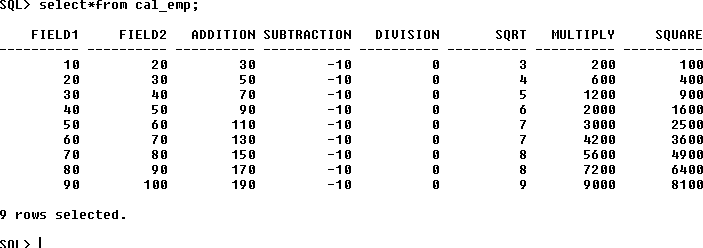 SQL> select*from cal_emp;
FIELD1 FIELD2 ADDITION SUBTRACTION DIVISION SQRT MULTIPLY SQUARE
---------- ---------- ---------- ----------- ---------- ---------- ---------- ----------
10 20 30 -10 0 3 200 100
20 30 50 -10 0 4 600 400
30 40 70 -10 0 5 1200 900
40 50 90 -10 0 6 2000 1600
50 60 110 -10 0 7 3000 2500
60 70 130 -10 0 7 4200 3600
70 80 150 -10 0 8 5600 4900
80 90 170 -10 0 8 7200 6400
90 100 190 -10 0 9 9000 8100
9 rows selected.
SQL>